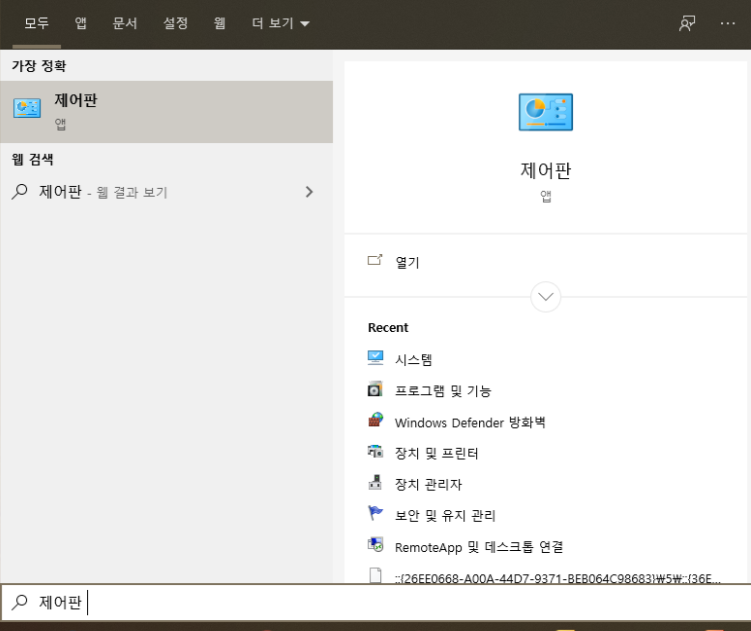 모두 앱 문서 설정 웹 더 보기
가장 정확
제어판
앱
웹 검색
제어판 - 웹 결과 보기
제어판
앱
열기
Recent
시스템
프로그램 및 기능
Windows Defender 방화벽
장치 및 프린터
장치 관리자
보안 및 유지 관리
RemoteApp 및 데스크톱 연결
::{26EE0668-A00A-44D7-9371-BEB064C98683}₩5₩::{36E...
제어판